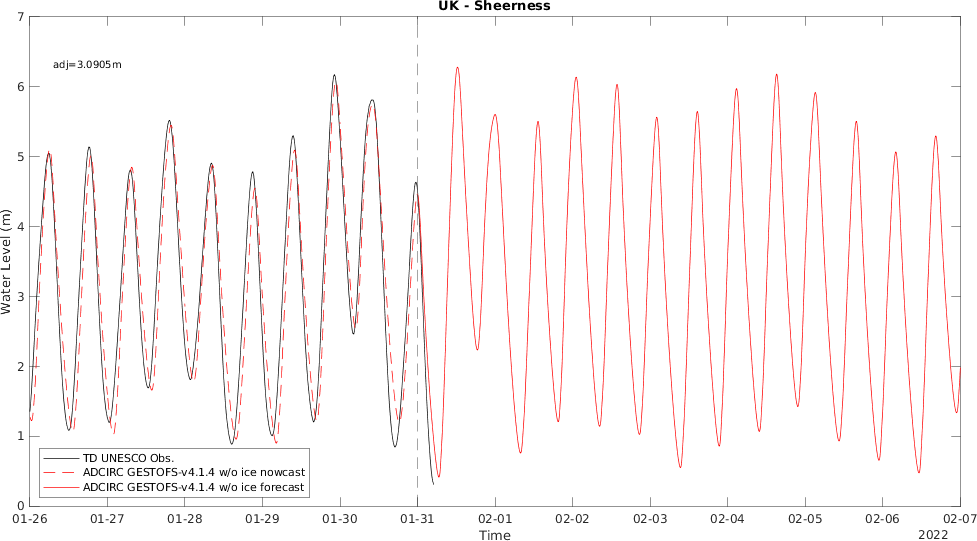 UK - Sheerness
7
adj=3.0905m
6
5
4
Water Level (m)
3
2
1
TD UNESCO Obs.
ADCIRC GESTOFS-v4.1.4 w/o ice nowcast
ADCIRC GESTOFS-v4.1.4 w/o ice forecast
0
01-26 01-27 01-28 01-29 01-30 01-31 02-01 02-02 02-03 02-04 02-05 02-06 02-07
Time
2022